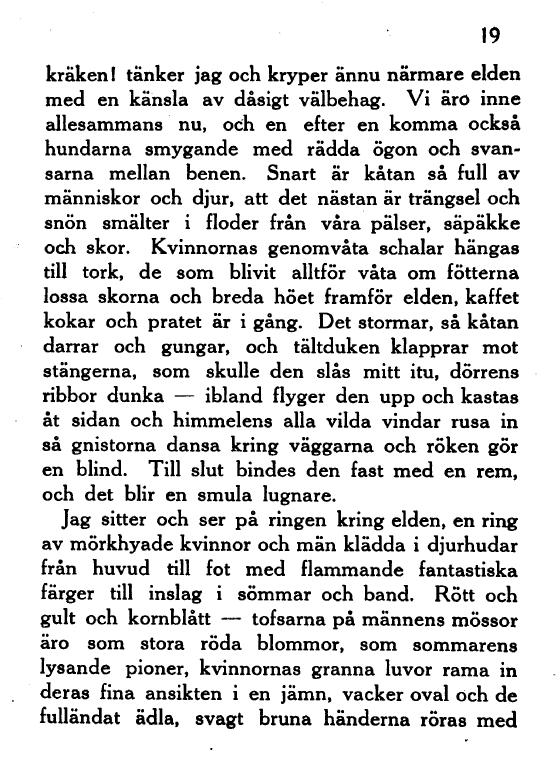 19
kräken! tänker jag och kryper ännu närmare elden
med en känsla av dåsigt välbehag. Vi äro inne
allesammans nu, och en efter en komma också
hundarna smygande med rädda ögon och svan-
sarna mellan benen. Snart är kåtan så full av
människor och djur, att det nästan är trängsel och
snön smälter i floder från våra pälser, säpäkke
och skor. Kvinnornas genomvåta schalar hängas
till tork, de som blivit alltför våta om fötterna
lossa skorna och breda höet framför elden, kaffet
kokar och pratet är i gång. Det stormar, så kåtan
darrar och gungar, och tältduken klapprar mot
stängerna, som skulle den slås mitt itu, dörrens
ribbor dunka — ibland flyger den upp och kastas
åt sidan och himmelens alla vilda vindar rusa in
så gnistorna dansa kring väggarna och röken gör
en blind. Till slut bindes den fast med en rem,
och det blir en smula lugnare.
Jag sitter och ser på ringen kring elden, en ring
av mörkhyade kvinnor och män klädda i djurhudar
från huvud till fot med flammande fantastiska
färger till inslag i sömmar och band. Rött och
gult och kornblått — tofsarna på männens mössor
äro som stora röda blommor, som sommarens
lysande pioner, kvinnornas granna luvor rama in
deras fina ansikten i en jämn, vacker oval och de
fulländat ädla, svagt bruna händerna röras med